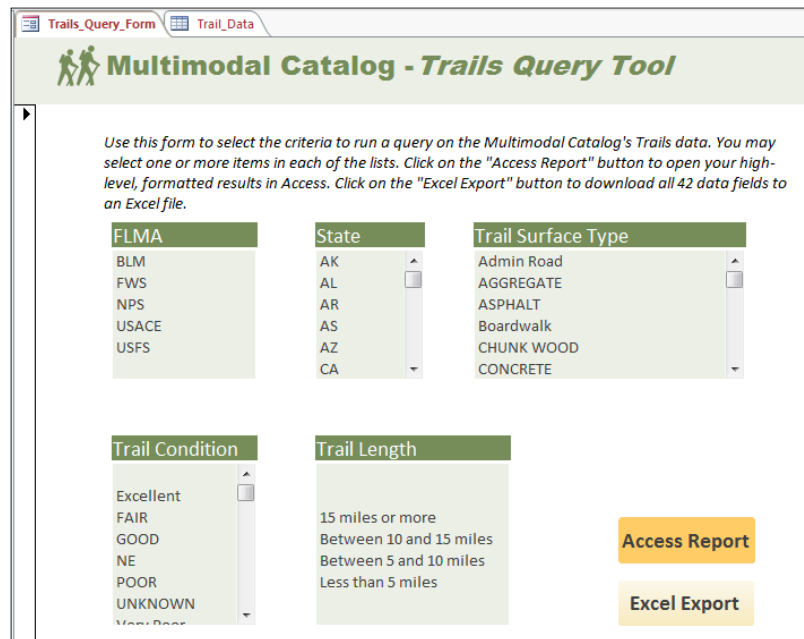 Trails_Query_Form
Trail_Data
Multimodal Catalog - Trails Query Tool
Use this form to select the criteria to run a query on the Multimodal Catalog's Trails data. You may
select one or more items in each of the lists. Click on the "Access Report" button to open your high-
level, formatted results in Access. Click on the "Excel Export" button to download all 42 data fields to
an Excel file.
FLMA
BLM
FWS
NPS
USACE
USFS
State
AK
AL
AR
AS
AZ
CA
Trail Surface Type
Admin Road
AGGREGATE
ASPHALT
Boardwalk
CHUNK WOOD
CONCRETE
Trail Condition
Excellent
FAIR
GOOD
NE
POOR
UNKNOWN
Very Poor
Trail Length
15 miles or more
Between 10 and 15 miles
Between 5 and 10 miles
Less than 5 miles
Access Report
Excel Export